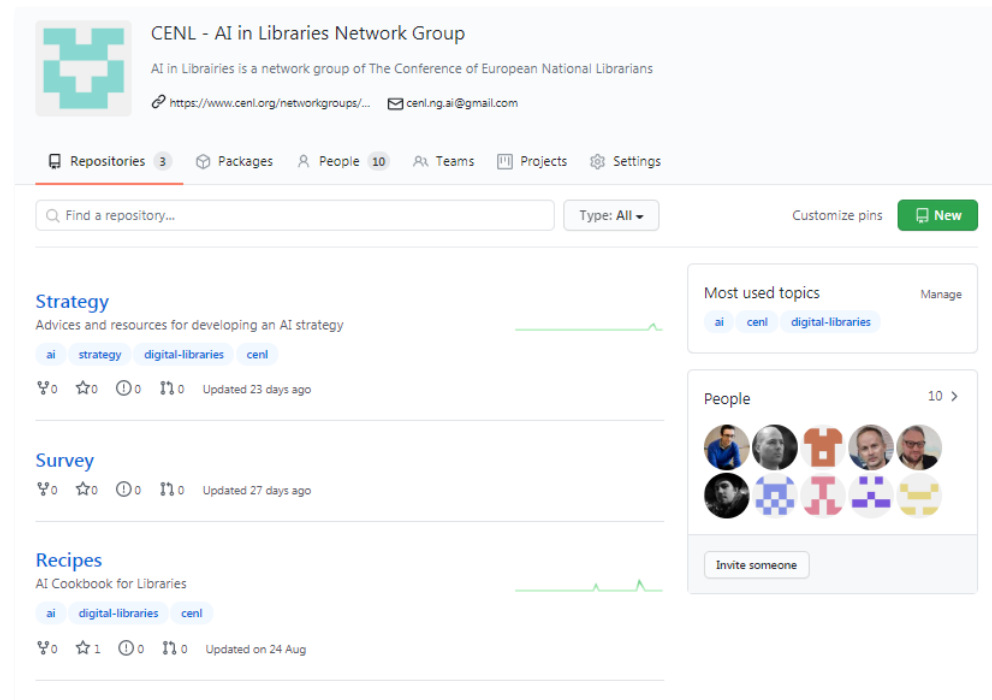 CENL - AI in Libraries Network Group
AI in Librairies is a network group of The Conference of European National Librarians
https://www.cenl.org/networkgroups/... cenl.ng.ai@gmail.com
Repositories 3 Packages People 10 Teams Projects Settings
Find a repository... Type: All Customize pins New
Strategy
Advices and resources for developing an AI strategy
ai strategy digital-libraries cenl
0 0 0 0 Updated 23 days ago
Survey
0 0 0 0 Updated 27 days ago
Recipes
AI Cookbook for Libraries
ai digital-libraries cenl
0 1 0 0 Updated on 24 Aug
Most used topics Manage
ai cenl digital-libraries
People 10
Invite someone